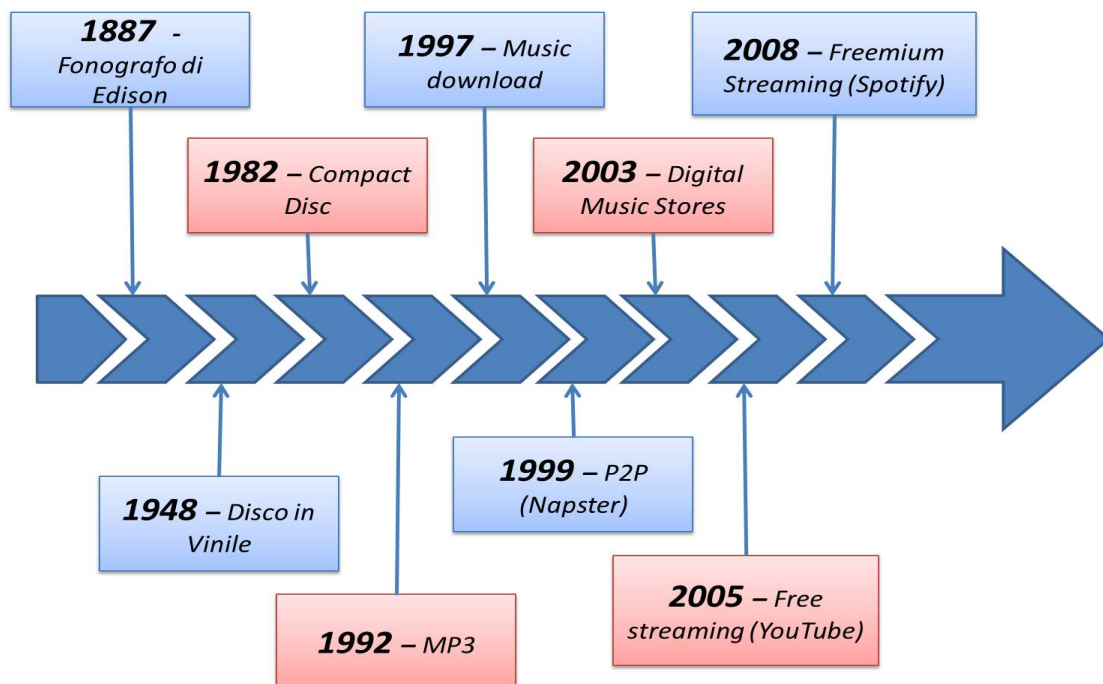 1887 -
Fonografo di
Edison
1997 – Music
download
2008 – Freemium
Streaming (Spotify)
1982 – Compact
Disc
2003 – Digital
Music Stores
1948 – Disco in
Vinile
1999 – P2P
(Napster)
1992 – MP3
2005 – Free
streaming (YouTube)